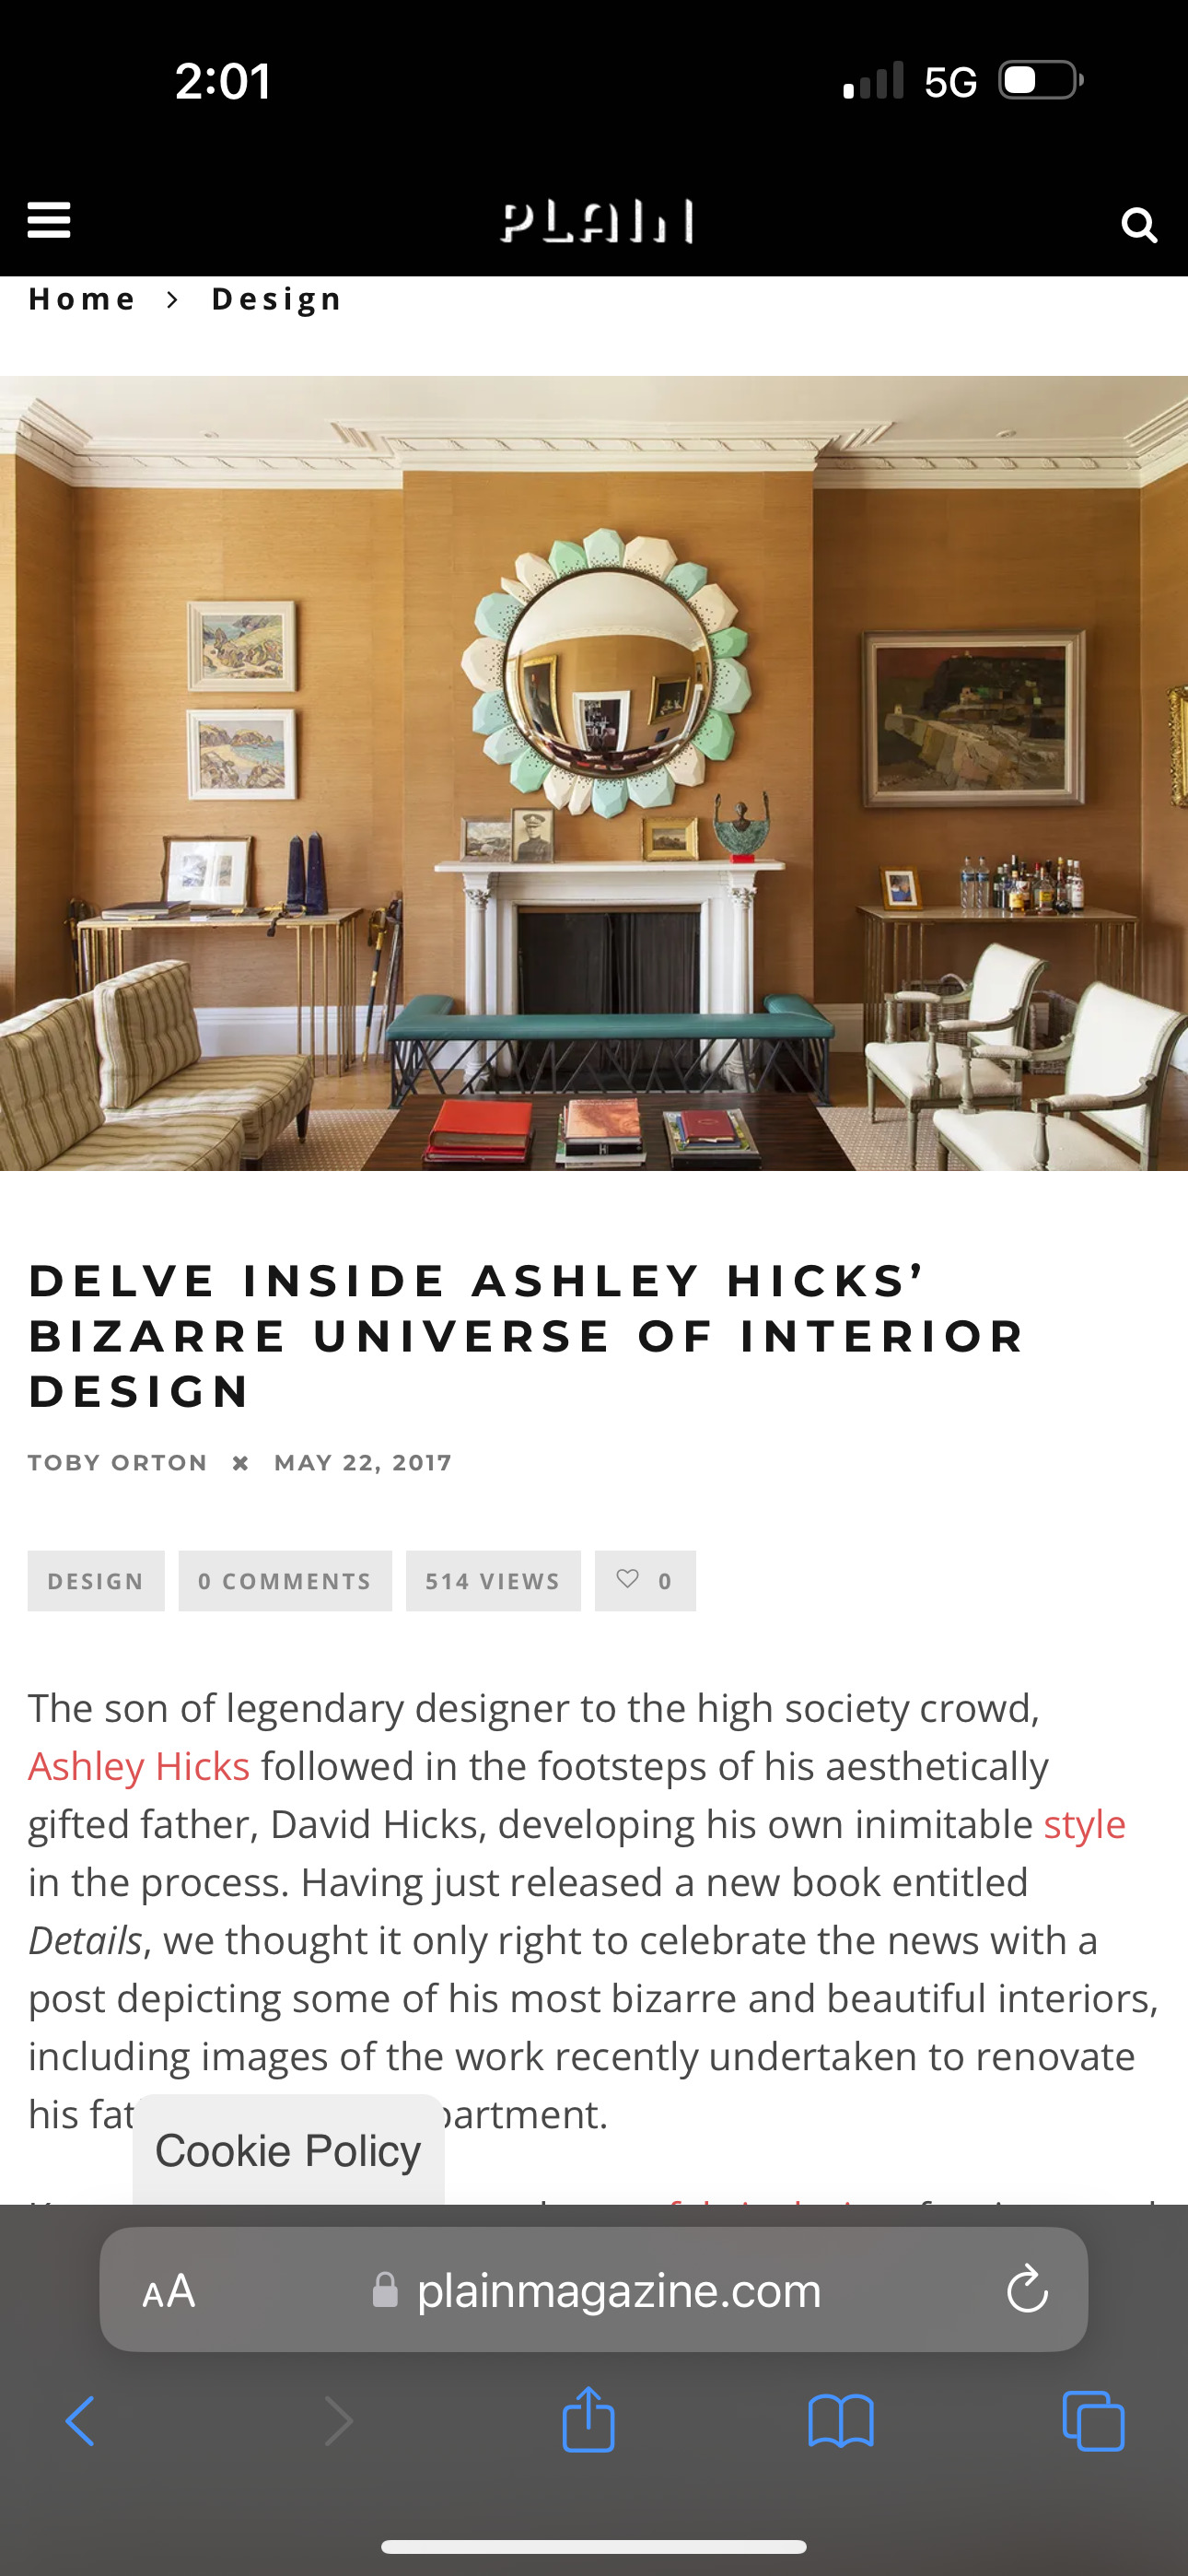 2:01 5G
PLAIN
Home > Design
DELVE INSIDE ASHLEY HICKS’
BIZARRE UNIVERSE OF INTERIOR
DESIGN
TOBY ORTON × MAY 22, 2017
DESIGN 0 COMMENTS 514 VIEWS 0
The son of legendary designer to the high society crowd,
Ashley Hicks followed in the footsteps of his aesthetically
gifted father, David Hicks, developing his own inimitable style
in the process. Having just released a new book entitled
Details, we thought it only right to celebrate the news with a
post depicting some of his most bizarre and beautiful interiors,
including images of the work recently undertaken to renovate
his fat partment.
Cookie Policy
AA plainmagazine.com